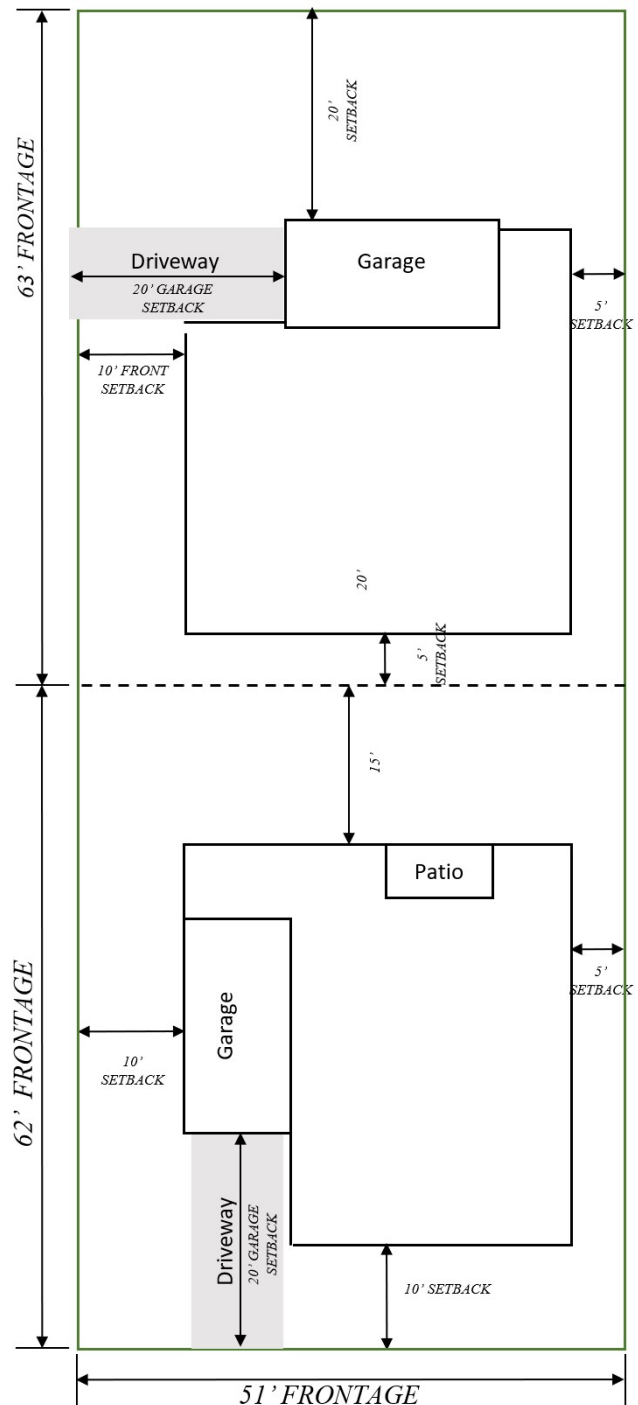 20’
SETBACK
63’ FRONTAGE
Driveway
20’ GARAGE
SETBACK
Garage
5’
SETBACK
10’ FRONT
SETBACK
20’
5’
SETBACK
15’
Patio
62’ FRONTAGE
Garage
5’
SETBACK
10’
SETBACK
Driveway
20’ GARAGE
SETBACK
10’ SETBACK
51’ FRONTAGE